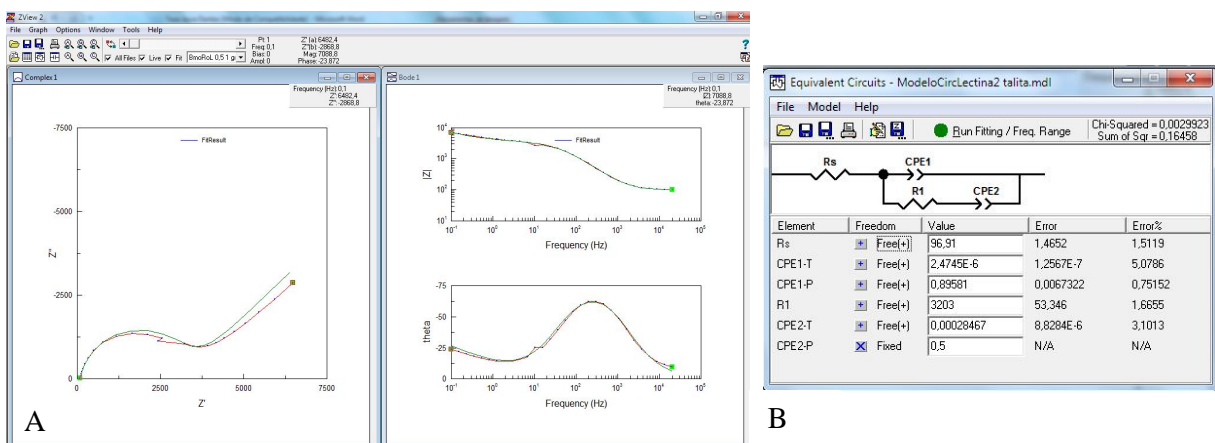 ZView 2
File Graph Options Window Tools Help
Pt: 1
Freq: 0,1
Bias: 0
Ampl: 0
Z' (a): 6482,4
Z''(b): -2868,8
Mag: 7088,8
Phase: -23,872
All Files Live Fit BmoRoL 0,5 1 g
Complex 1
Frequency (Hz): 0,1
Z': 6482,4
Z'': -2868,8
FitResult
-7500
-5000
-2500
0
Z''
0 2500 5000 7500
Z'
A
Bode 1
Frequency (Hz): 0,1
|Z|: 7088,8
theta: -23,872
FitResult
10^4
10^3
10^2
10^1
|Z|
10^-1 10^0 10^1 10^2 10^3 10^4 10^5
Frequency (Hz)
-75
-50
-25
0
theta
10^-1 10^0 10^1 10^2 10^3 10^4 10^5
Frequency (Hz)
Equivalent Circuits - ModeloCircLectina2 talita.mdl
File Model Help
Run Fitting / Freq. Range
Chi-Squared = 0,0029923
Sum of Sqr = 0,16458
Rs CPE1
R1 CPE2
Element Freedom Value Error Error%
Rs Free(+) 96,91 1,4652 1,5119
CPE1-T Free(+) 2,4745E-6 1,2567E-7 5,0786
CPE1-P Free(+) 0,89581 0,0067322 0,75152
R1 Free(+) 3203 53,346 1,6655
CPE2-T Free(+) 0,00028467 8,8284E-6 3,1013
CPE2-P Fixed 0,5 N/A N/A
B